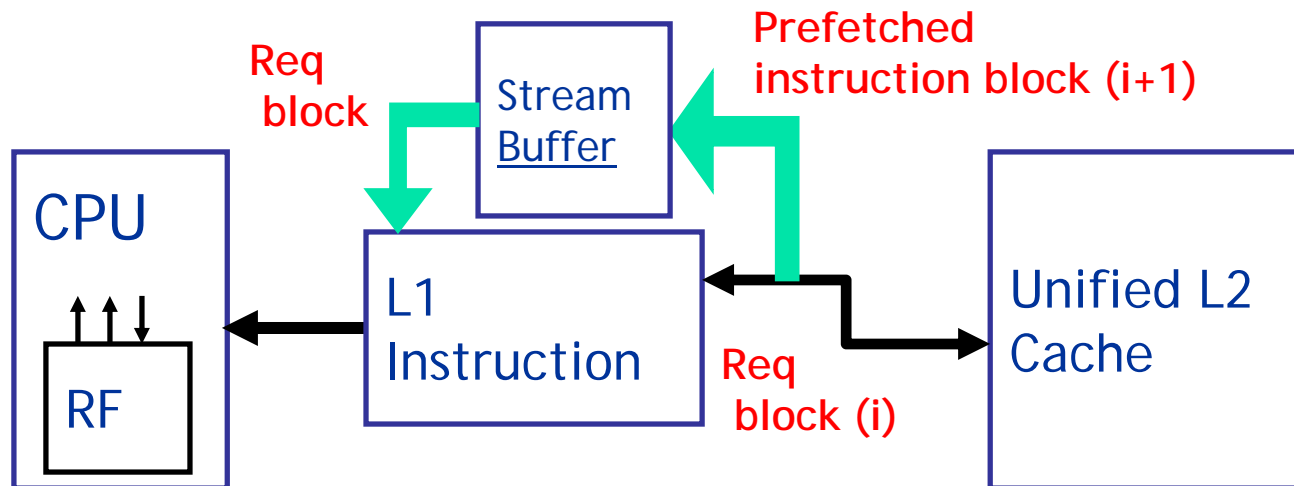 Prefetched
instruction block (i+1)
Req
block
Stream
Buffer
CPU
RF
L1
Instruction
Req
block (i)
Unified L2
Cache